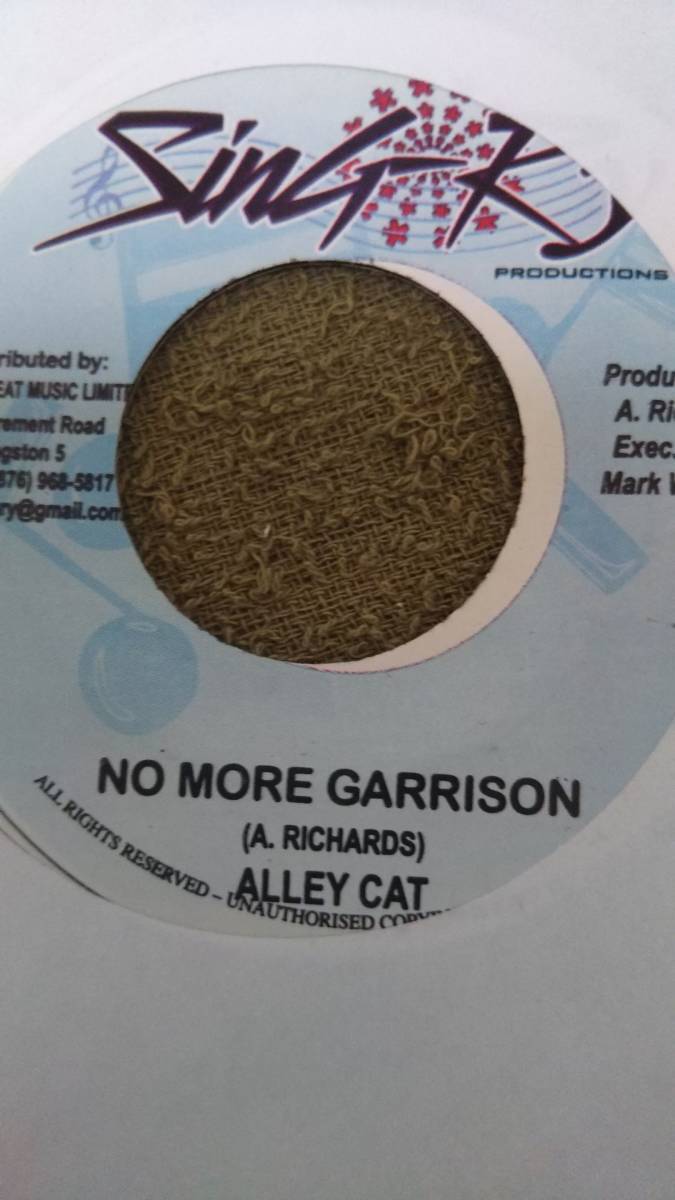 SinG-
PRODUCTIONS
ributed by:
EAT MUSIC LIMIT
rement Road
gston 5
876) 968-5817
ry@gmail.com
Produ
A. Ri
Exec.
Mark
NO MORE GARRISON
(A. RICHARDS)
ALLEY CAT
ALL RIGHTS RESERVED - UNAUTHORISED COPY